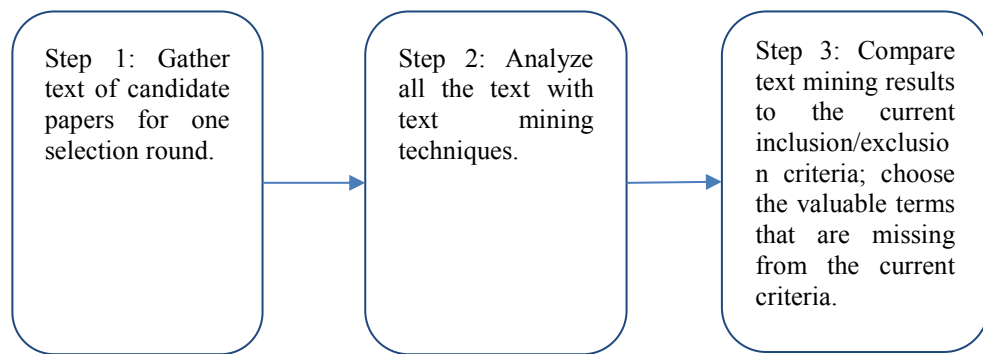 Step 1: Gather
text of candidate
papers for one
selection round.
Step 2: Analyze
all the text with
text mining
techniques.
Step 3: Compare
text mining results
to the current
inclusion/exclusio
n criteria; choose
the valuable terms
that are missing
from the current
criteria.